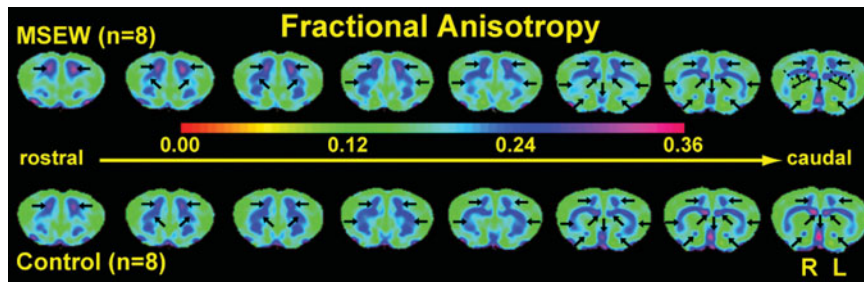 Fractional Anisotropy
MSEW (n=8)
0.00 0.12 0.24 0.36
rostral caudal
Control (n=8)
R L